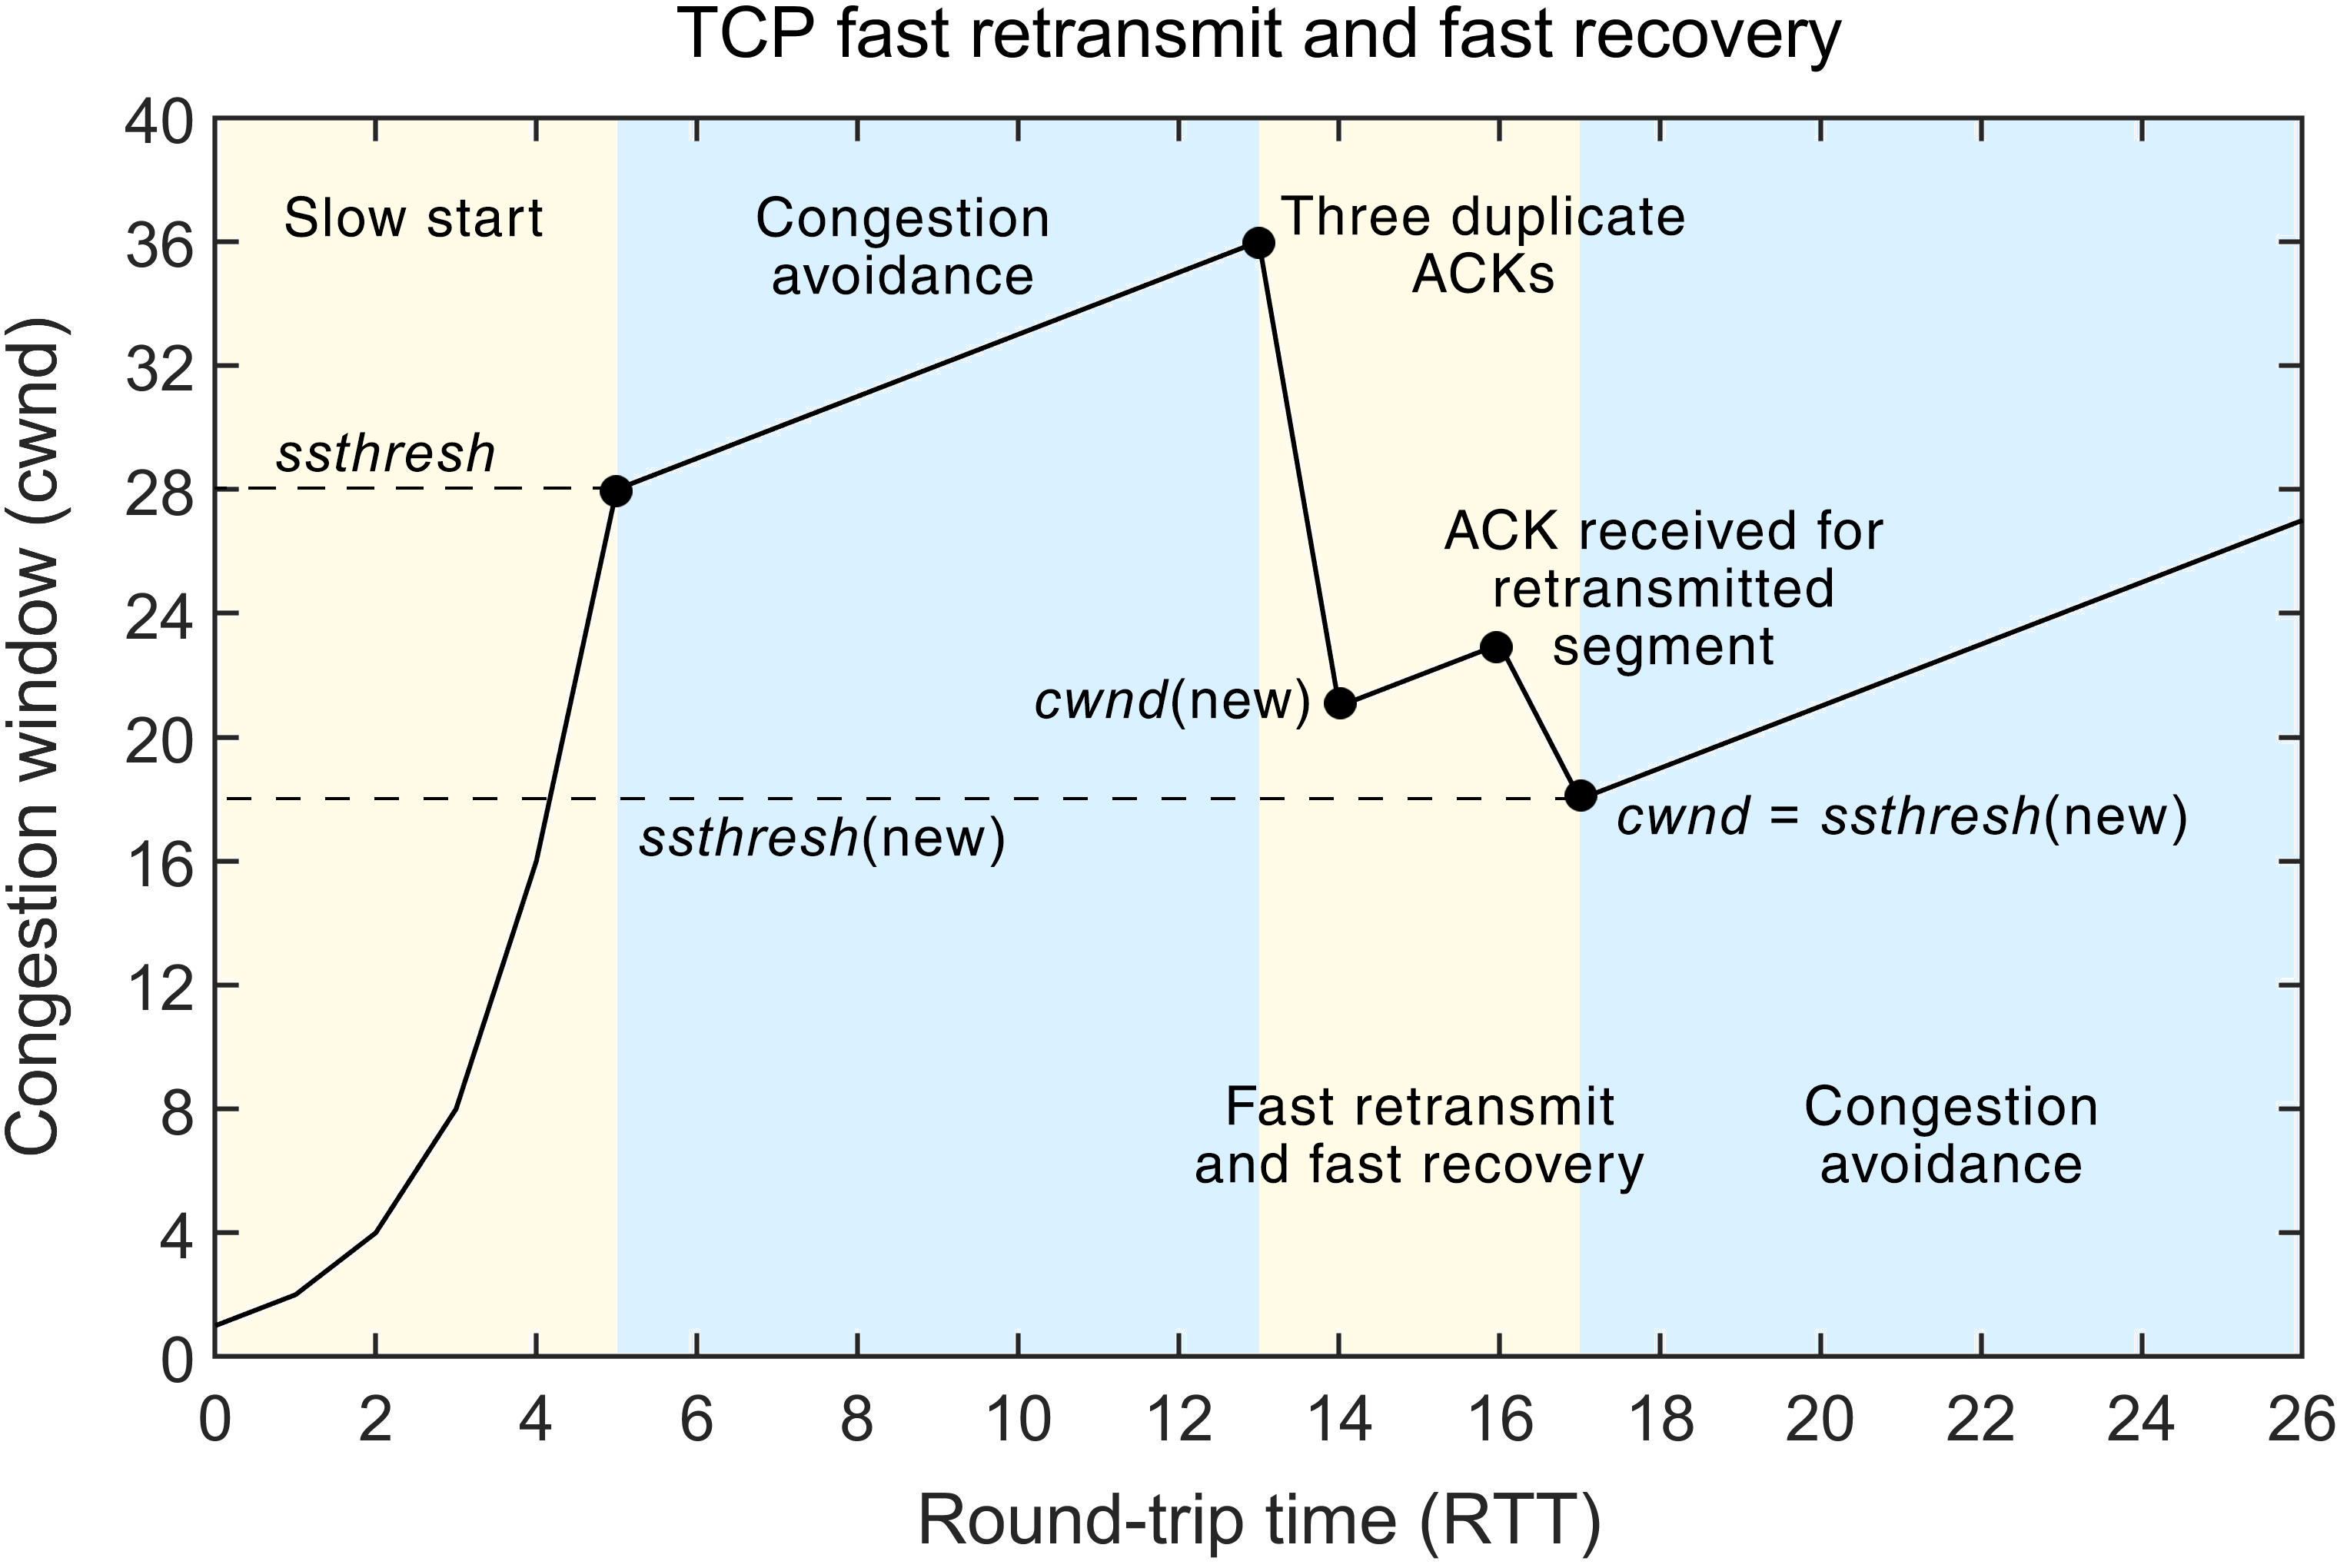 TCP fast retransmit and fast recovery
Congestion window (cwnd)
40
36
32
28
24
20
16
12
8
4
0
Slow start
Congestion
avoidance
Three duplicate
ACKs
ssthresh
ACK received for
retransmitted
segment
cwnd(new)
ssthresh(new)
cwnd = ssthresh(new)
Fast retransmit
and fast recovery
Congestion
avoidance
0 2 4 6 8 10 12 14 16 18 20 22 24 26
Round-trip time (RTT)